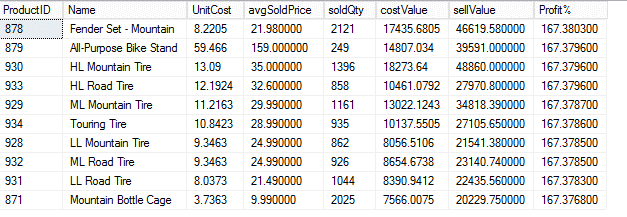 ProductID Name UnitCost avgSoldPrice soldQty costValue sellValue Profit%
878 Fender Set - Mountain 8.2205 21.980000 2121 17435.6805 46619.580000 167.380300
879 All-Purpose Bike Stand 59.466 159.000000 249 14807.034 39591.000000 167.379600
930 HL Mountain Tire 13.09 35.000000 1396 18273.64 48860.000000 167.379600
933 HL Road Tire 12.1924 32.600000 858 10461.0792 27970.800000 167.379600
929 ML Mountain Tire 11.2163 29.990000 1161 13022.1243 34818.390000 167.378700
934 Touring Tire 10.8423 28.990000 935 10137.5505 27105.650000 167.378600
928 LL Mountain Tire 9.3463 24.990000 862 8056.5106 21541.380000 167.378500
932 ML Road Tire 9.3463 24.990000 926 8654.6738 23140.740000 167.378500
931 LL Road Tire 8.0373 21.490000 1044 8390.9412 22435.560000 167.378300
871 Mountain Bottle Cage 3.7363 9.990000 2025 7566.0075 20229.750000 167.376800